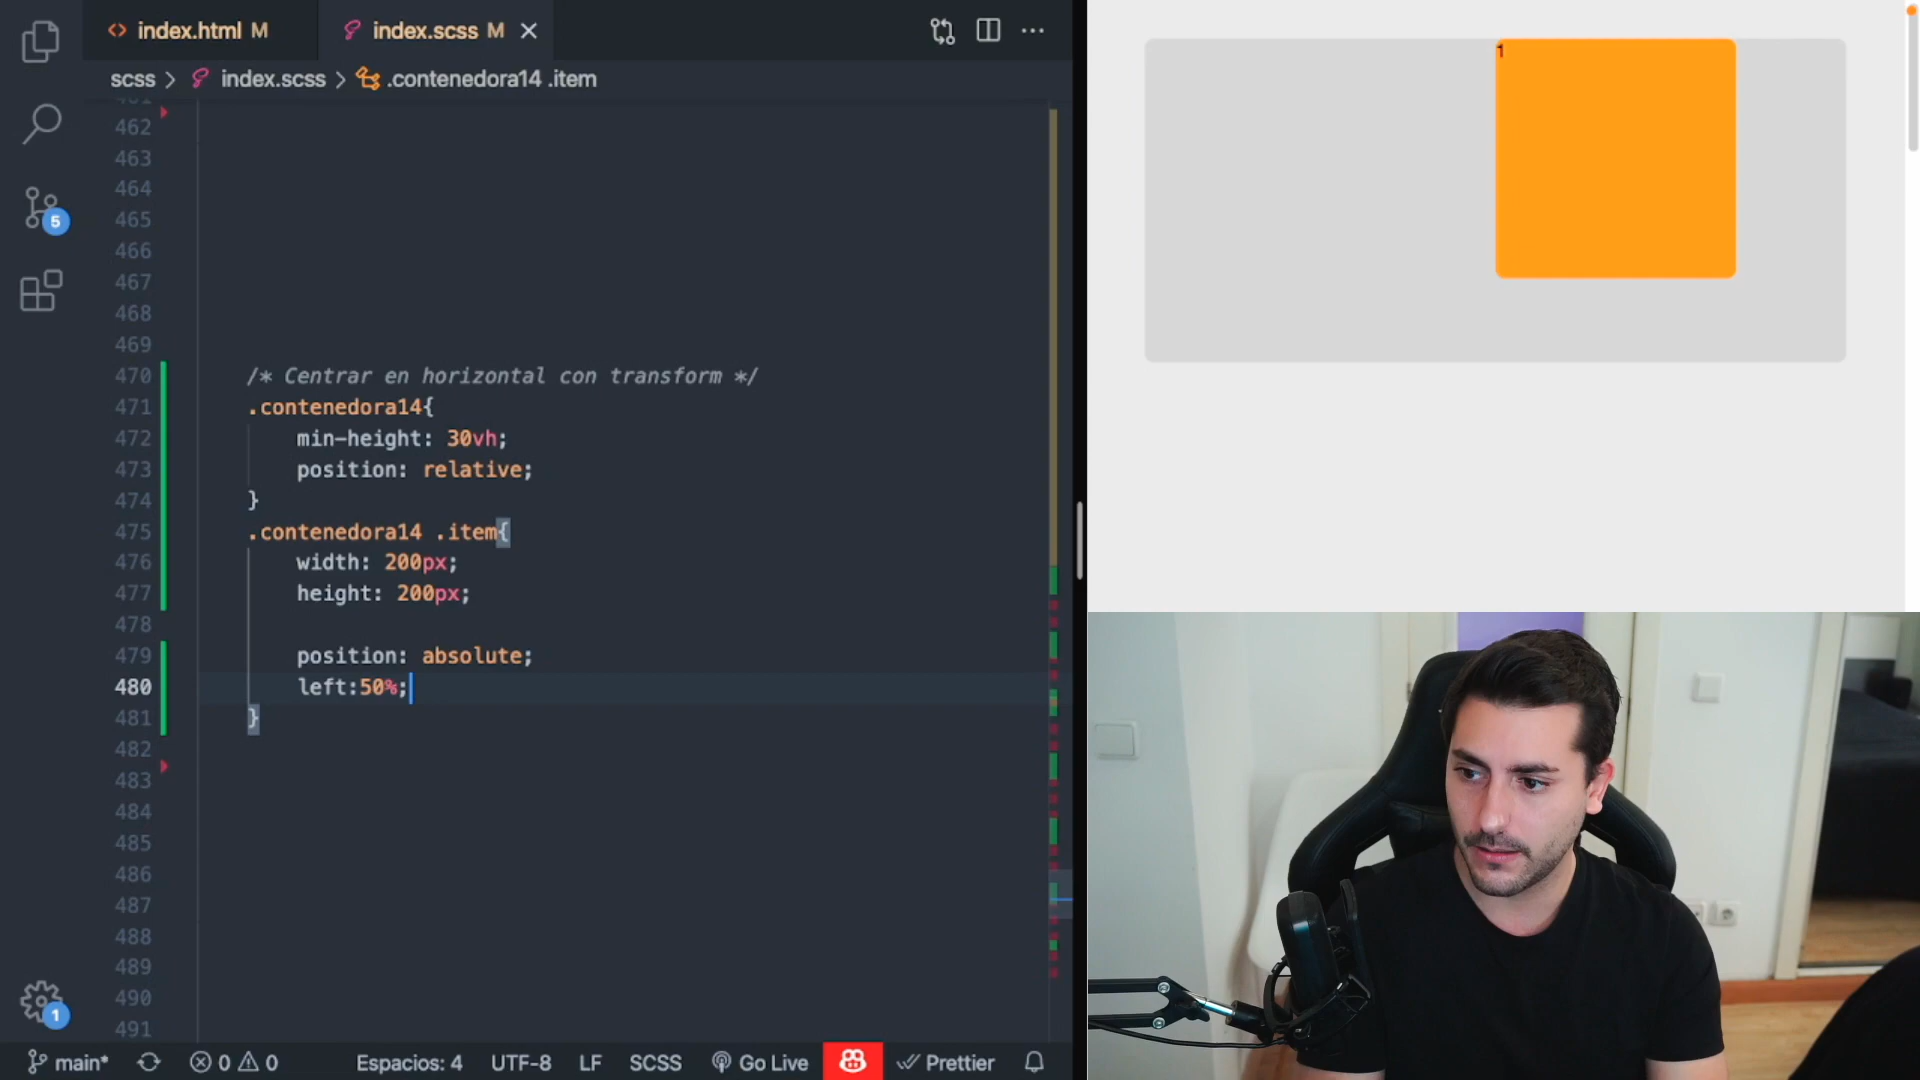 index.html M
index.scss M
scss > index.scss > .contenedora14 .item
461
462
463
464
465
466
467
468
469
470 /* Centrar en horizontal con transform */
471 .contenedora14{
472 min-height: 30vh;
473 position: relative;
474 }
475 .contenedora14 .item{
476 width: 200px;
477 height: 200px;
478
479 position: absolute;
480 left:50%;
481 }
482
483
484
485
486
487
488
489
490
491
5
1
main* 0 0 Espacios: 4 UTF-8 LF SCSS Go Live Prettier
1